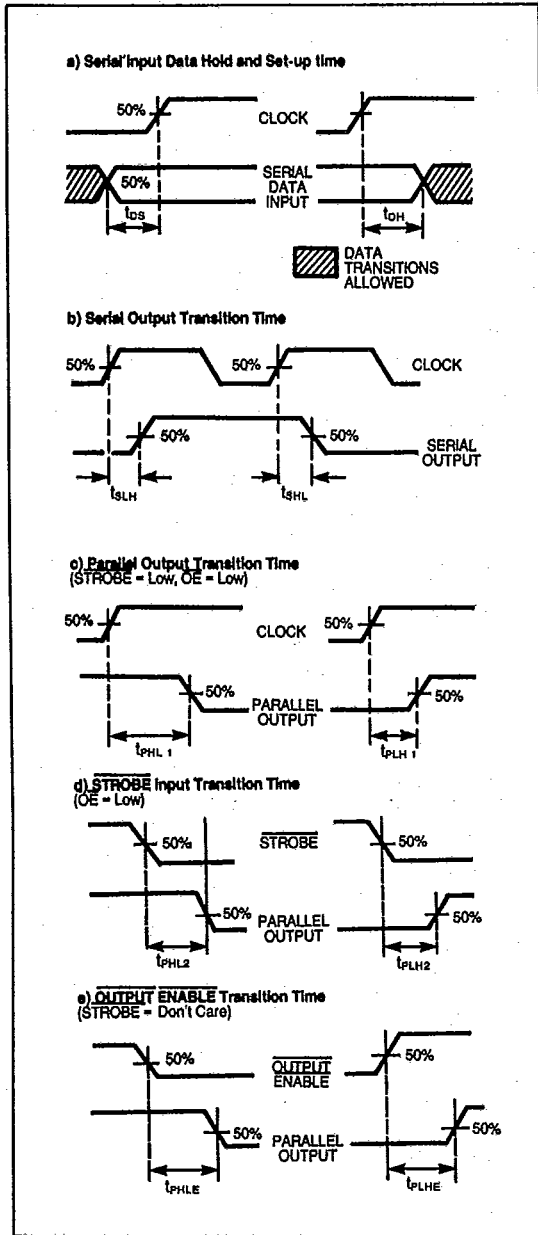 a) Serial Input Data Hold and Set-up time
50%
CLOCK
50%
SERIAL
DATA
INPUT
tDS
tDH
DATA
TRANSITIONS
ALLOWED
b) Serial Output Transition Time
50%
50%
CLOCK
50%
50%
SERIAL
OUTPUT
tSLH
tSHL
c) Parallel Output Transition Time
(STROBE = Low, OE = Low)
50%
CLOCK
50%
50%
PARALLEL
OUTPUT
50%
tPHL 1
tPLH 1
d) STROBE Input Transition Time
(OE = Low)
50%
STROBE
50%
50%
PARALLEL
OUTPUT
50%
tPHL2
tPLH2
e) OUTPUT ENABLE Transition Time
(STROBE = Don't Care)
50%
OUTPUT
ENABLE
50%
50%
PARALLEL
OUTPUT
50%
tPHLE
tPLHE